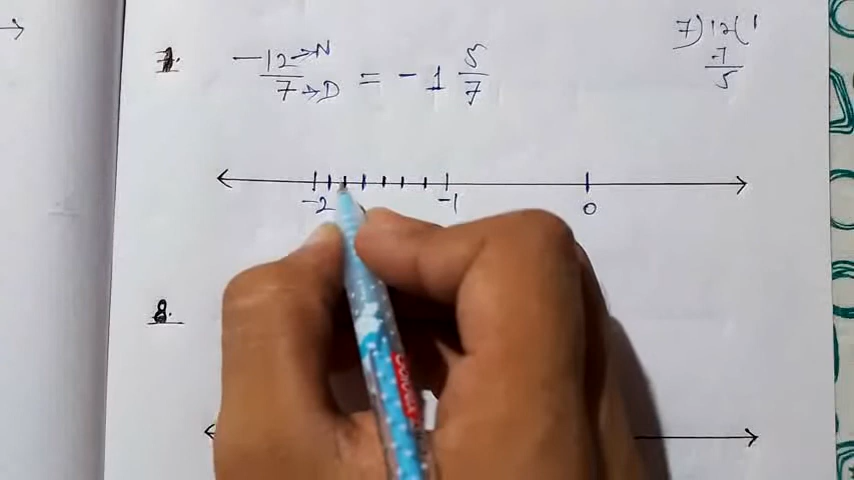 7. -12→N / 7→D = -1 5/7
7)12(1
-7
5
-2 -1 0
8.